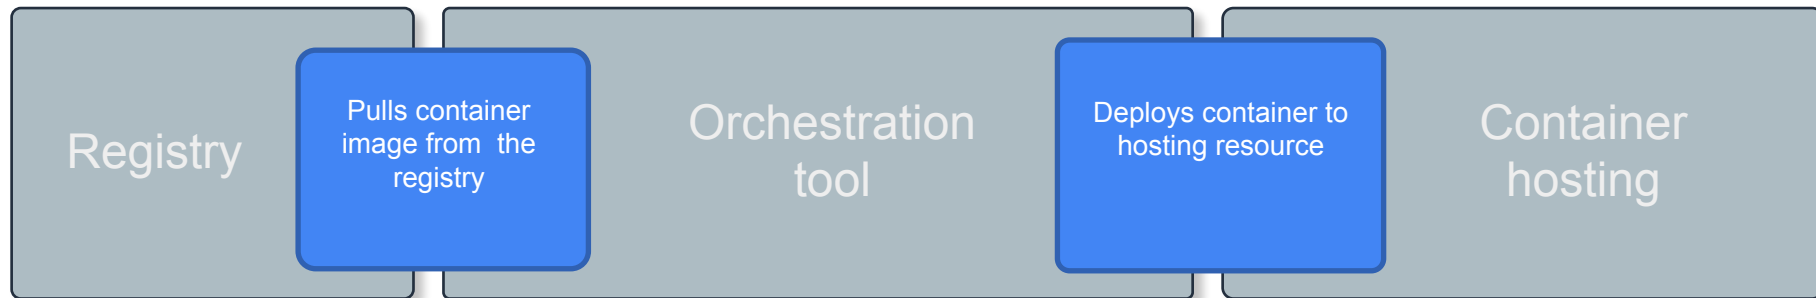 Registry
Pulls container
image from  the
registry
Orchestration
tool
Deploys container to
hosting resource
Container
hosting